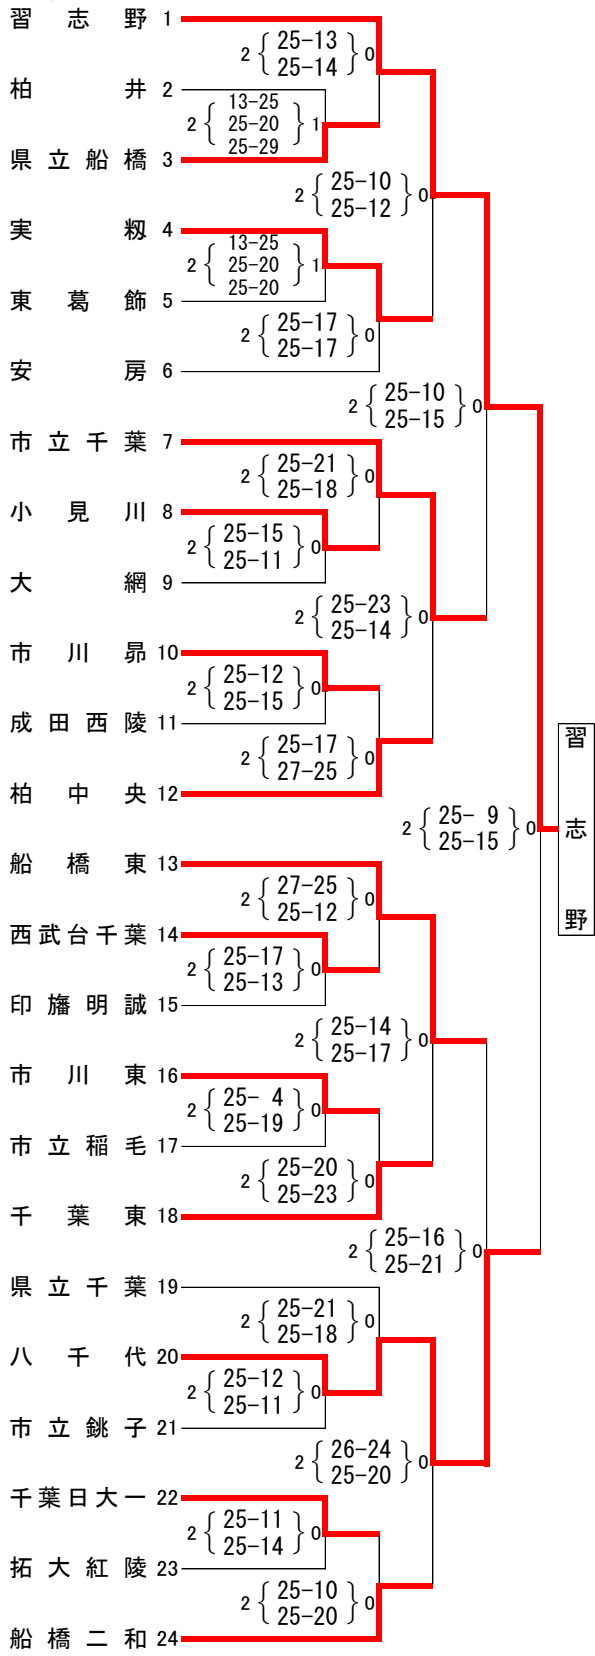 習志野 1
2 { 25-13 } 0
25-14
柏井 2
2 { 13-25 } 1
25-20
25-29
県立船橋 3
2 { 25-10 } 0
25-12
実籾 4
2 { 13-25 } 1
25-20
25-20
東葛飾 5
2 { 25-17 } 0
25-17
安房 6
2 { 25-10 } 0
25-15
市立千葉 7
2 { 25-21 } 0
25-18
小見川 8
2 { 25-15 } 0
25-11
大網 9
2 { 25-23 } 0
25-14
市川昴 10
2 { 25-12 } 0
25-15
成田西陵 11
2 { 25-17 } 0
27-25
柏中央 12
2 { 25- 9 } 0
25-15
習志野
船橋東 13
2 { 27-25 } 0
25-12
西武台千葉 14
2 { 25-17 } 0
25-13
印旛明誠 15
2 { 25-14 } 0
25-17
市川東 16
2 { 25- 4 } 0
25-19
市立稲毛 17
2 { 25-20 } 0
25-23
千葉東 18
2 { 25-16 } 0
25-21
県立千葉 19
2 { 25-21 } 0
25-18
八千代 20
2 { 25-12 } 0
25-11
市立銚子 21
2 { 26-24 } 0
25-20
千葉日大一 22
2 { 25-11 } 0
25-14
拓大紅陵 23
2 { 25-10 } 0
25-20
船橋二和 24